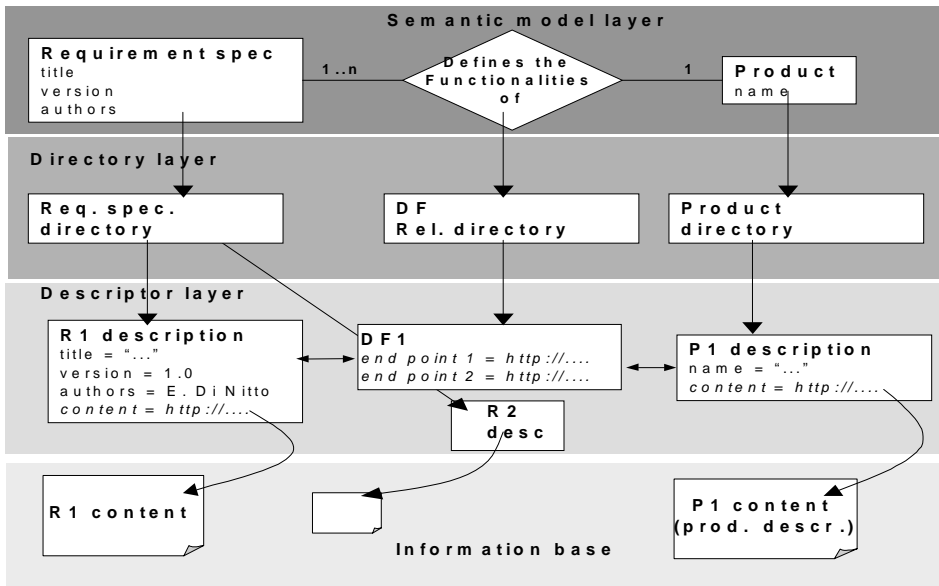 Semantic model layer
Requirement spec
title
version
authors
1..n
Defines the
Functionalities
of
1
Product
name
Directory layer
Req. spec.
directory
DF
Rel. directory
Product
directory
Descriptor layer
R1 description
title = “...”
version = 1.0
authors = E. DiNitto
content = http://....
DF1
end point 1 = http://....
end point 2 = http://....
P1 description
name = “...”
content = http://....
R2
desc
R1 content
P1 content
(prod. descr.)
Information base